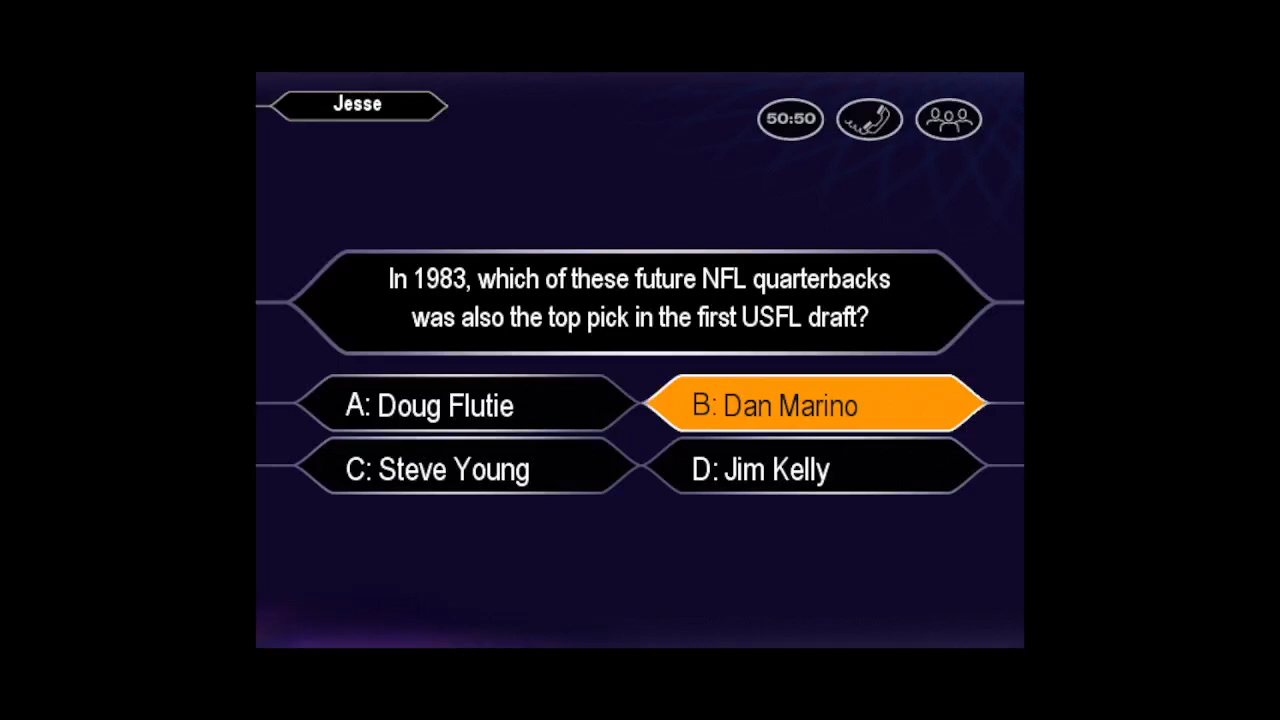 Jesse
50:50
In 1983, which of these future NFL quarterbacks
was also the top pick in the first USFL draft?
A: Doug Flutie
B: Dan Marino
C: Steve Young
D: Jim Kelly